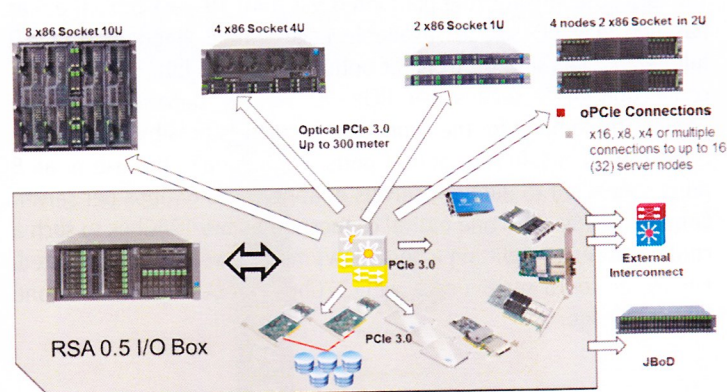 8 x86 Socket 10U
4 x86 Socket 4U
2 x86 Socket 1U
4 nodes 2 x86 Socket in 2U
Optical PCIe 3.0
Up to 300 meter
oPCIe Connections
x16, x8, x4 or multiple
connections to up to 16
(32) server nodes
PCIe 3.0
External
Interconnect
RSA 0.5 I/O Box
PCIe 3.0
JBoD